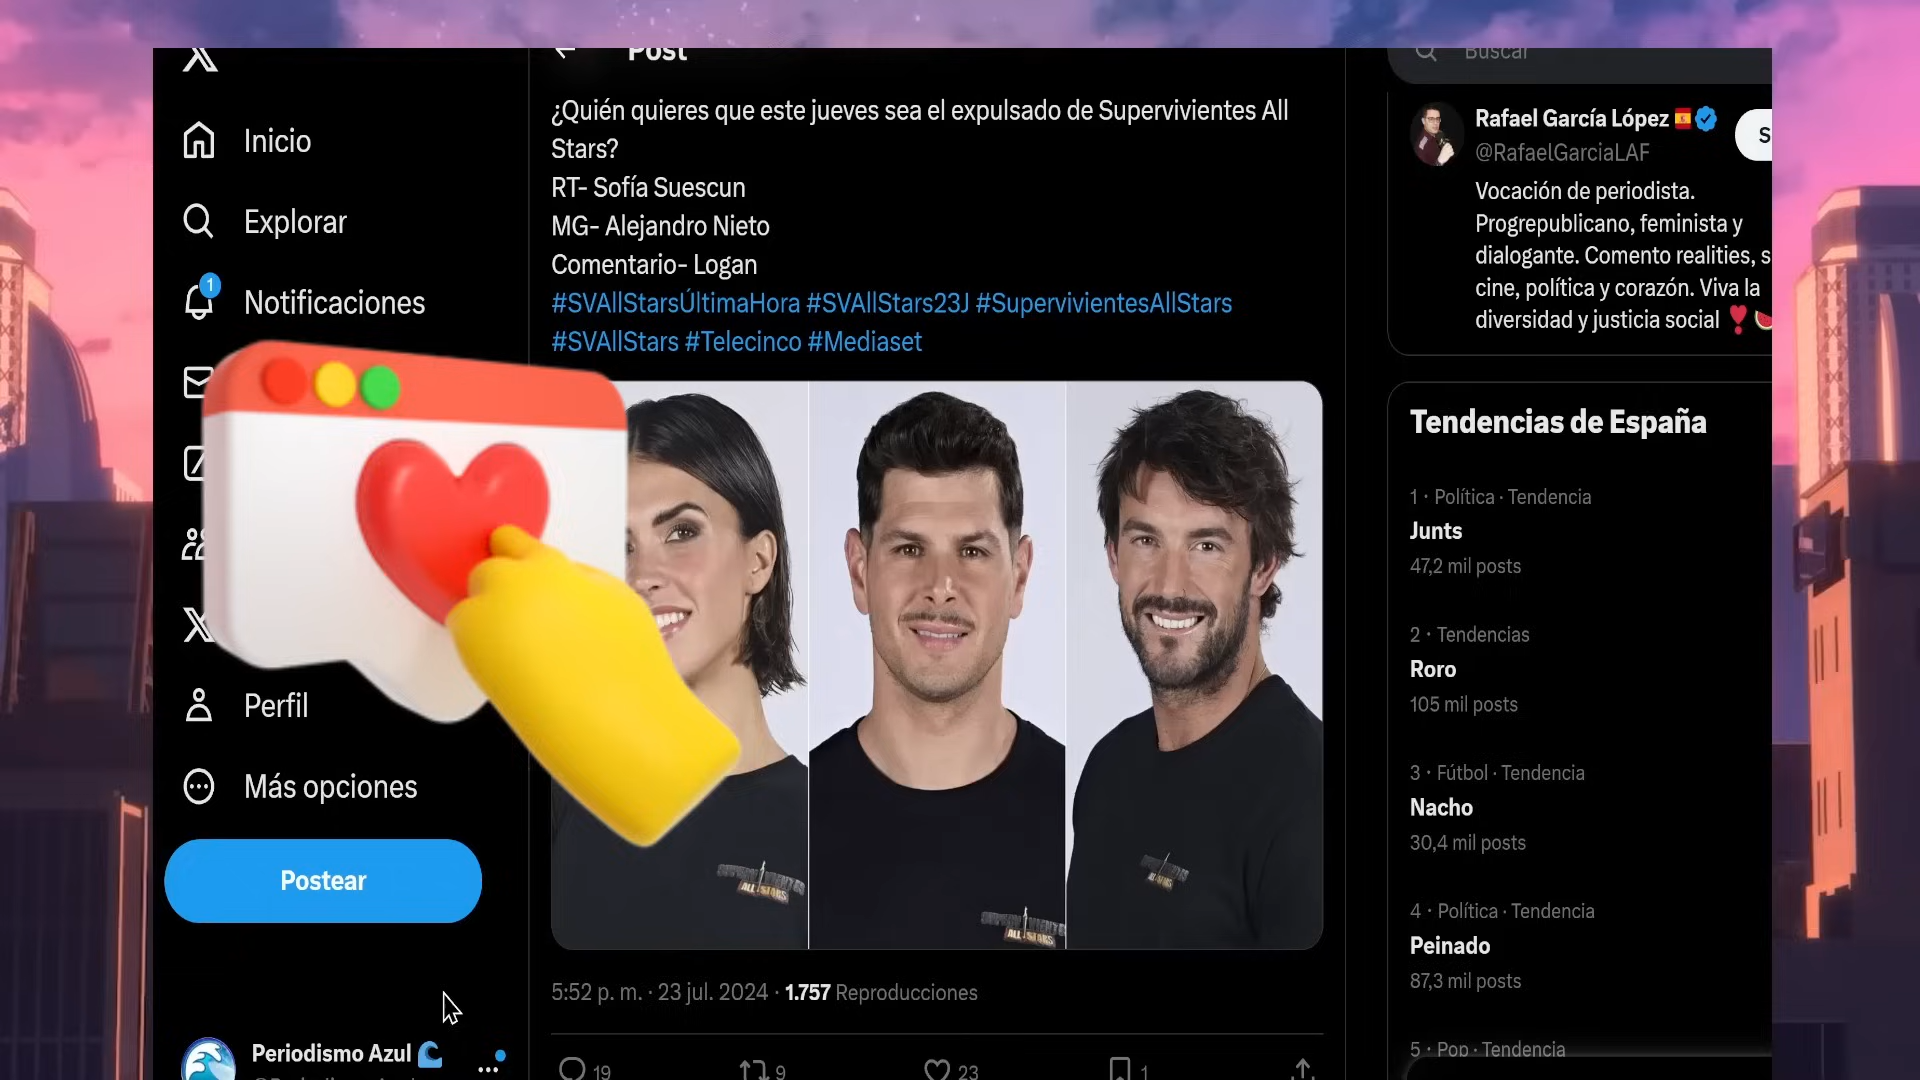 Post
Buscar
Inicio
Explorar
1
Notificaciones
Perfil
Más opciones
Postear
Periodismo Azul
¿Quién quieres que este jueves sea el expulsado de Supervivientes All
Stars?
RT- Sofía Suescun
MG- Alejandro Nieto
Comentario- Logan
#SVAllStarsÚltimaHora #SVAllStars23J #SupervivientesAllStars
#SVAllStars #Telecinco #Mediaset
ALL STARS
ALL STARS
5:52 p. m. · 23 jul. 2024 · 1.757 Reproducciones
19 9 23 1
Rafael García López
@RafaelGarciaLAF
S
Vocación de periodista.
Progrepublicano, feminista y
dialogante. Comento realities, s
cine, política y corazón. Viva la
diversidad y justicia social
Tendencias de España
1 · Política · Tendencia
Junts
47,2 mil posts
2 · Tendencias
Roro
105 mil posts
3 · Fútbol · Tendencia
Nacho
30,4 mil posts
4 · Política · Tendencia
Peinado
87,3 mil posts
5 · Pop · Tendencia